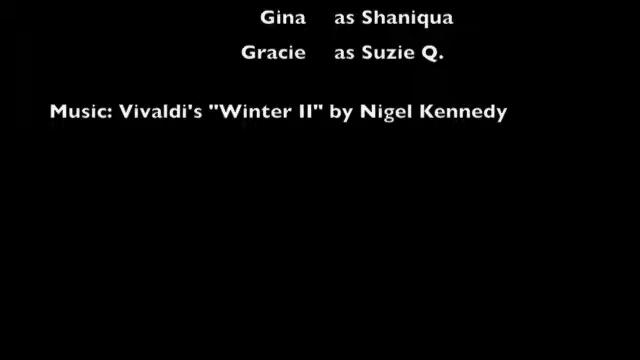 Gina as Shaniqua
Gracie as Suzie Q.
Music: Vivaldi's "Winter II" by Nigel Kennedy